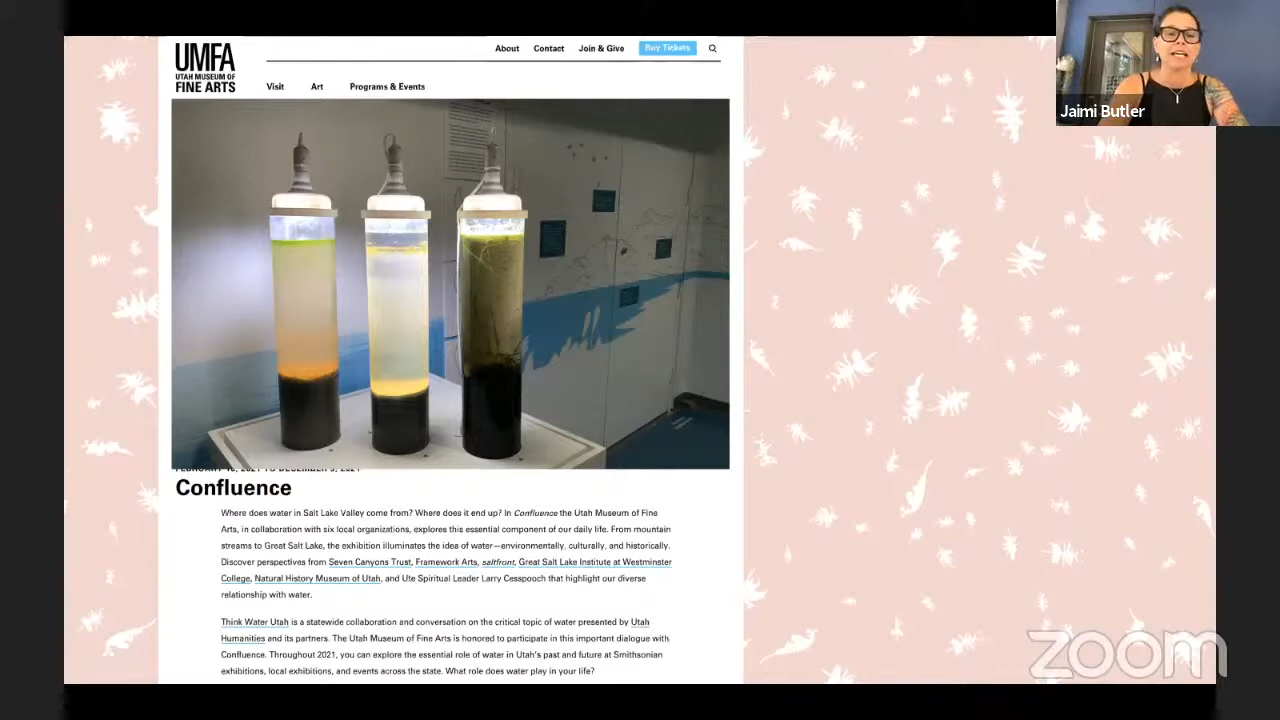 UMFA
UTAH MUSEUM OF
FINE ARTS
About Contact Join & Give Buy Tickets
Visit Art Programs & Events
Jaimi Butler
Confluence
Where does water in Salt Lake Valley come from? Where does it end up? In Confluence the Utah Museum of Fine
Arts, in collaboration with six local organizations, explores this essential component of our daily life. From mountain
streams to Great Salt Lake, the exhibition illuminates the idea of water—environmentally, culturally, and historically.
Discover perspectives from Seven Canyons Trust, Framework Arts, saltfront, Great Salt Lake Institute at Westminster
College, Natural History Museum of Utah, and Ute Spiritual Leader Larry Cesspooch that highlight our diverse
relationship with water.
Think Water Utah is a statewide collaboration and conversation on the critical topic of water presented by Utah
Humanities and its partners. The Utah Museum of Fine Arts is honored to participate in this important dialogue with
Confluence. Throughout 2021, you can explore the essential role of water in Utah's past and future at Smithsonian
exhibitions, local exhibitions, and events across the state. What role does water play in your life?
zoom